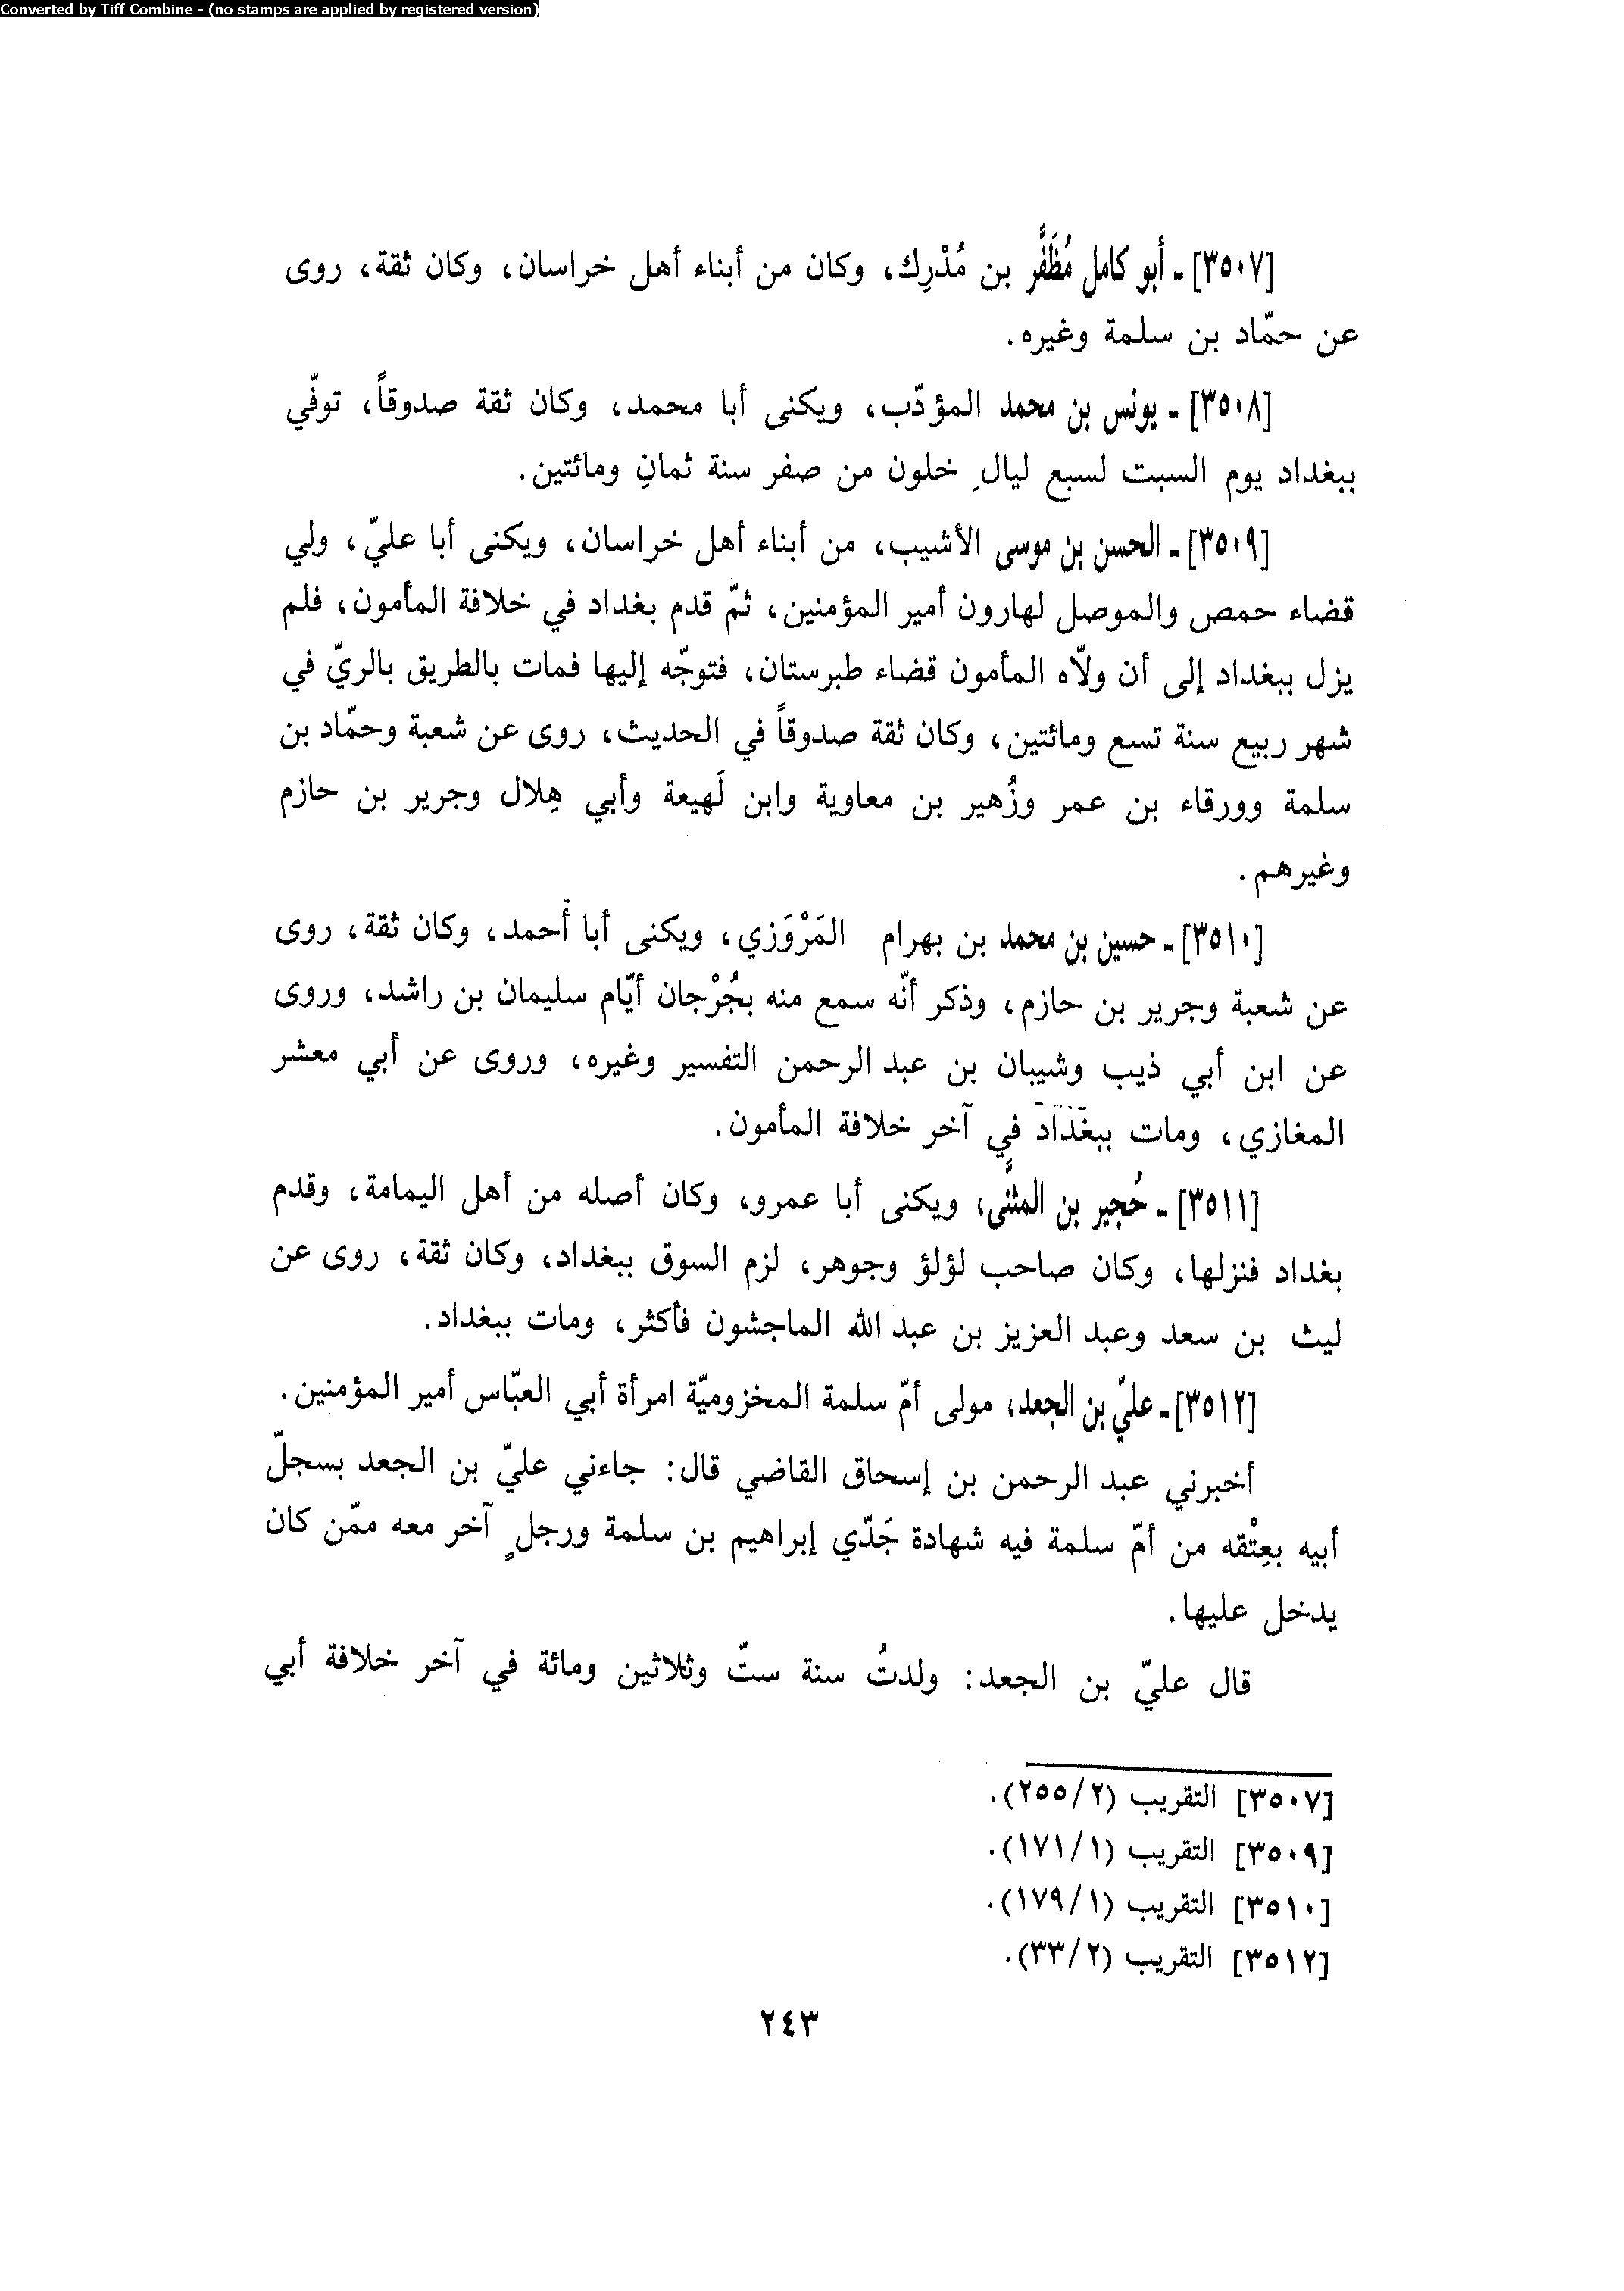 Converted by Tiff Combine - (no stamps are applied by registered version)
[٣٥٠٧] ـ أبو كامل مُظَفَّر بن مُدْرِك، وكان من أبناء أهل خراسان، وكان ثقة، روى
عن حمّاد بن سلمة وغيره.
[٣٥٠٨] ـ يونس بن محمد المؤدّب، ويكنى أبا محمد، وكان ثقة صدوقاً، توفّي
ببغداد يوم السبت لسبع ليالٍ خلون من صفر سنة ثمانِ ومائتين.
[٣٥٠٩] ـ الحسن بن موسى الأشيب، من أبناء أهل خراسان، ويكنى أبا عليّ، ولي
قضاء حمص والموصل لهارون أمير المؤمنين، ثمّ قدم بغداد في خلافة المأمون، فلم
يزل ببغداد إلى أن ولاّه المأمون قضاء طبرستان، فتوجّه إليها فمات بالطريق بالريّ في
شهر ربيع سنة تسع ومائتين، وكان ثقة صدوقاً في الحديث، روى عن شعبة وحمّاد بن
سلمة وورقاء بن عمر وزُهير بن معاوية وابن لَهيعة وأبي هِلال وجرير بن حازم
وغيرهم.
[٣٥١٠] ـ حسين بن محمد بن بهرام المَرْوَزي، ويكنى أبا أحمد، وكان ثقة، روى
عن شعبة وجرير بن حازم، وذكر أنّه سمع منه بجُرْجان أيّام سليمان بن راشد، وروى
عن ابن أبي ذيب وشيبان بن عبد الرحمن التفسير وغيره، وروى عن أبي معشر
المغازي، ومات ببغداد في آخر خلافة المأمون.
[٣٥١١] ـ حُجير بن المثنَّى، ويكنى أبا عمرو، وكان أصله من أهل اليمامة، وقدم
بغداد فنزلها، وكان صاحب لؤلؤ وجوهر، لزم السوق ببغداد، وكان ثقة، روى عن
ليث بن سعد وعبد العزيز بن عبد الله الماجشون فأكثر، ومات ببغداد.
[٣٥١٢] ـ عليّ بن الجعد، مولى أمّ سلمة المخزوميّة امرأة أبي العبّاس أمير المؤمنين.
أخبرني عبد الرحمن بن إسحاق القاضي قال: جاءني عليّ بن الجعد بسجلّ
أبيه بعِتْقه من أمّ سلمة فيه شهادة جَدّي إبراهيم بن سلمة ورجلٍ آخر معه ممّن كان
يدخل عليها.
قال عليّ بن الجعد: ولدتُ سنة ستّ وثلاثين ومائة في آخر خلافة أبي
[٣٥٠٧] التقريب (٢/٢٥٥).
[٣٥٠٩] التقريب (١/١٧١).
[٣٥١٠] التقريب (١/١٧٩).
[٣٥١٢] التقريب (٢/٣٣).
٢٤٣